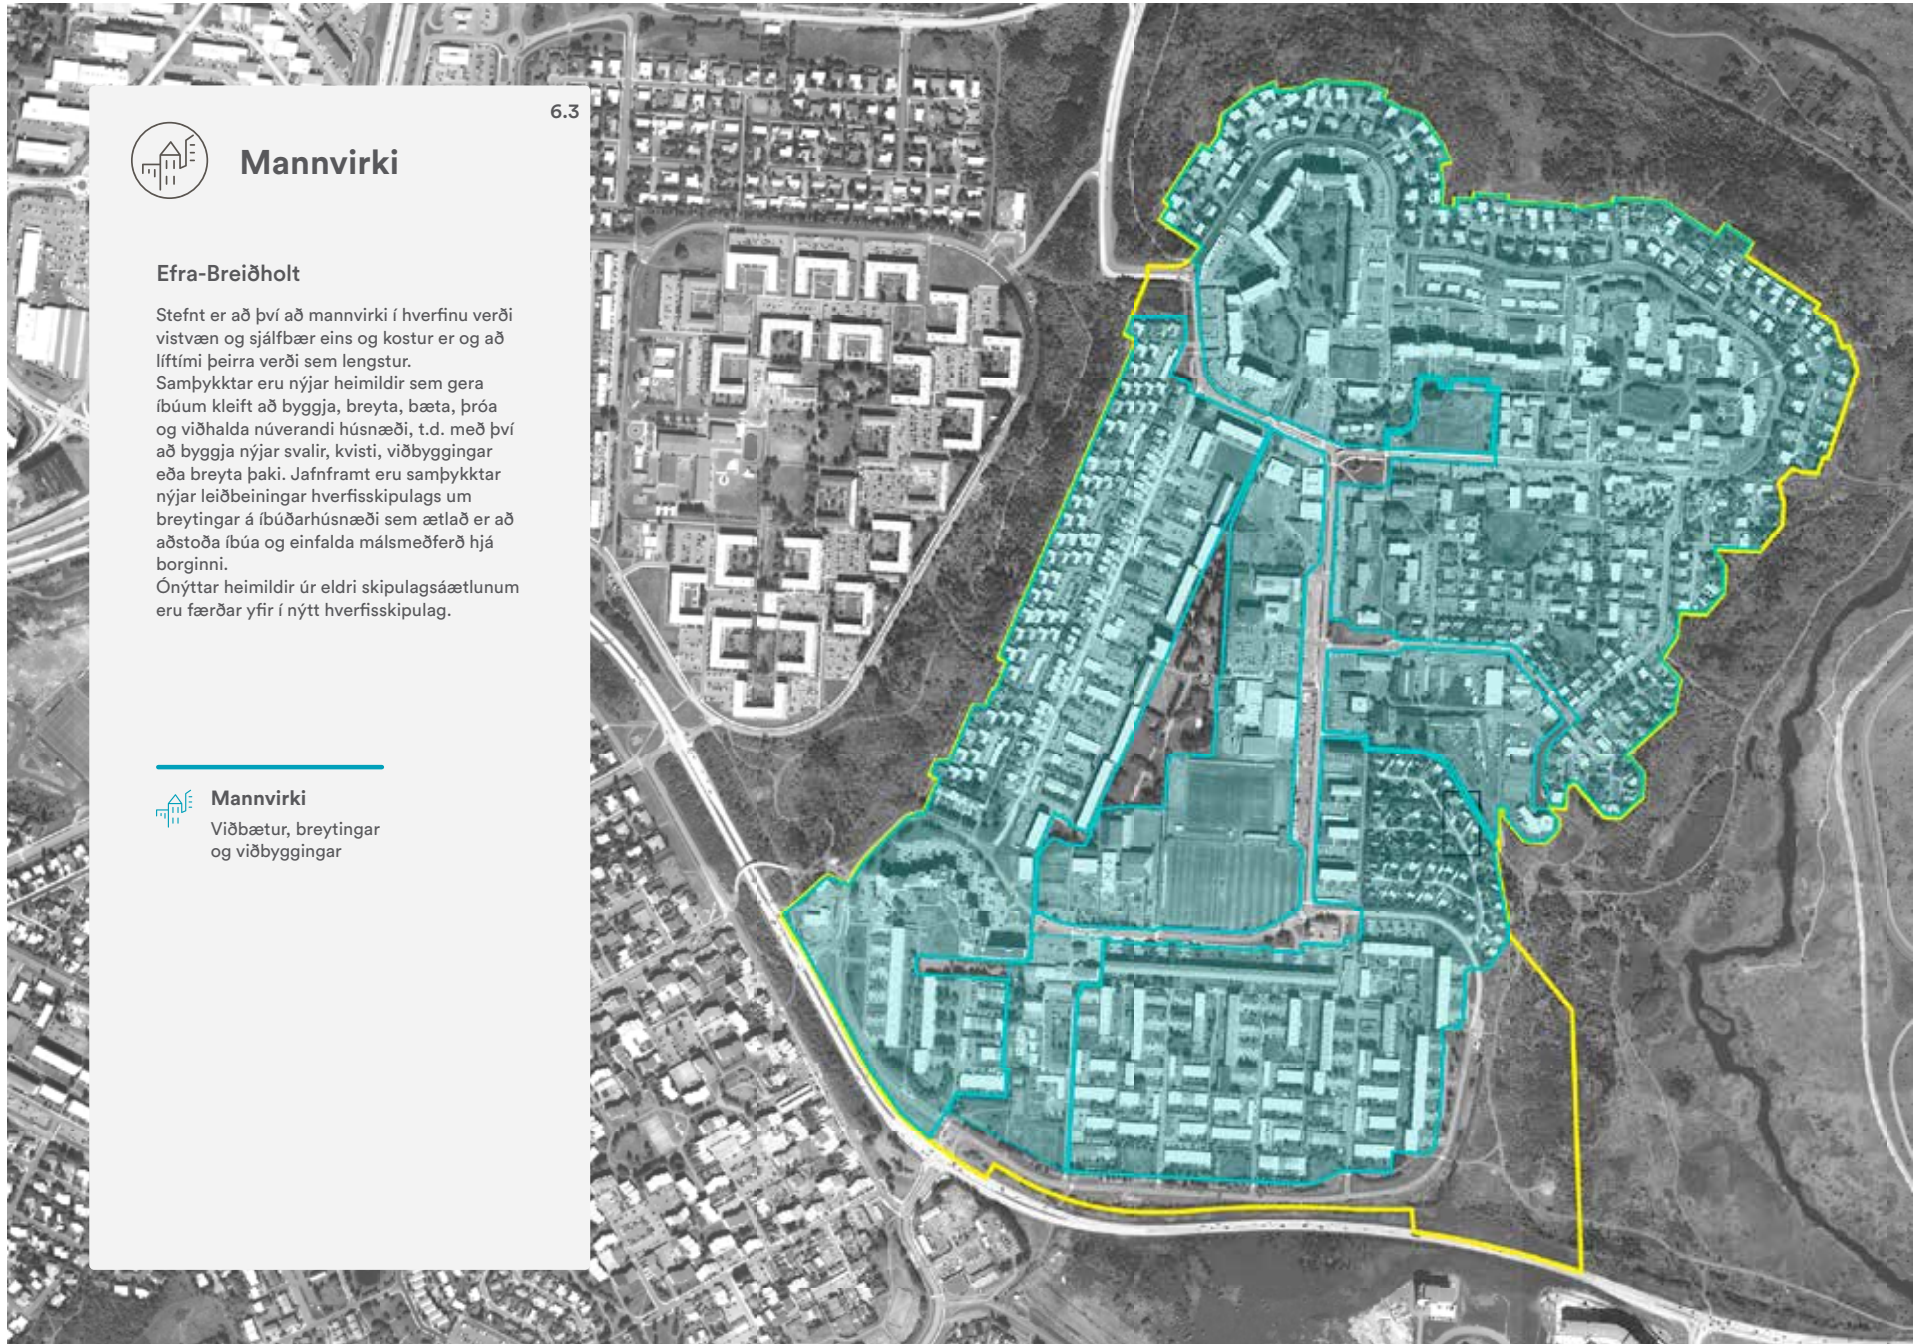 6.3
Mannvirki
Efra-Breiðholt
Stefnt er að því að mannvirki í hverfinu verði
vistvæn og sjálfbær eins og kostur er og að
líftími þeirra verði sem lengstur.
Samþykktar eru nýjar heimildir sem gera
íbúum kleift að byggja, breyta, bæta, þróa
og viðhalda núverandi húsnæði, t.d. með því
að byggja nýjar svalir, kvisti, viðbyggingar
eða breyta þaki. Jafnframt eru samþykktar
nýjar leiðbeiningar hverfisskipulags um
breytingar á íbúðarhúsnæði sem ætlað er að
aðstoða íbúa og einfalda málsmeðferð hjá
borginni.
Ónýttar heimildir úr eldri skipulagsáætlunum
eru færðar yfir í nýtt hverfisskipulag.
Mannvirki
Viðbætur, breytingar
og viðbyggingar